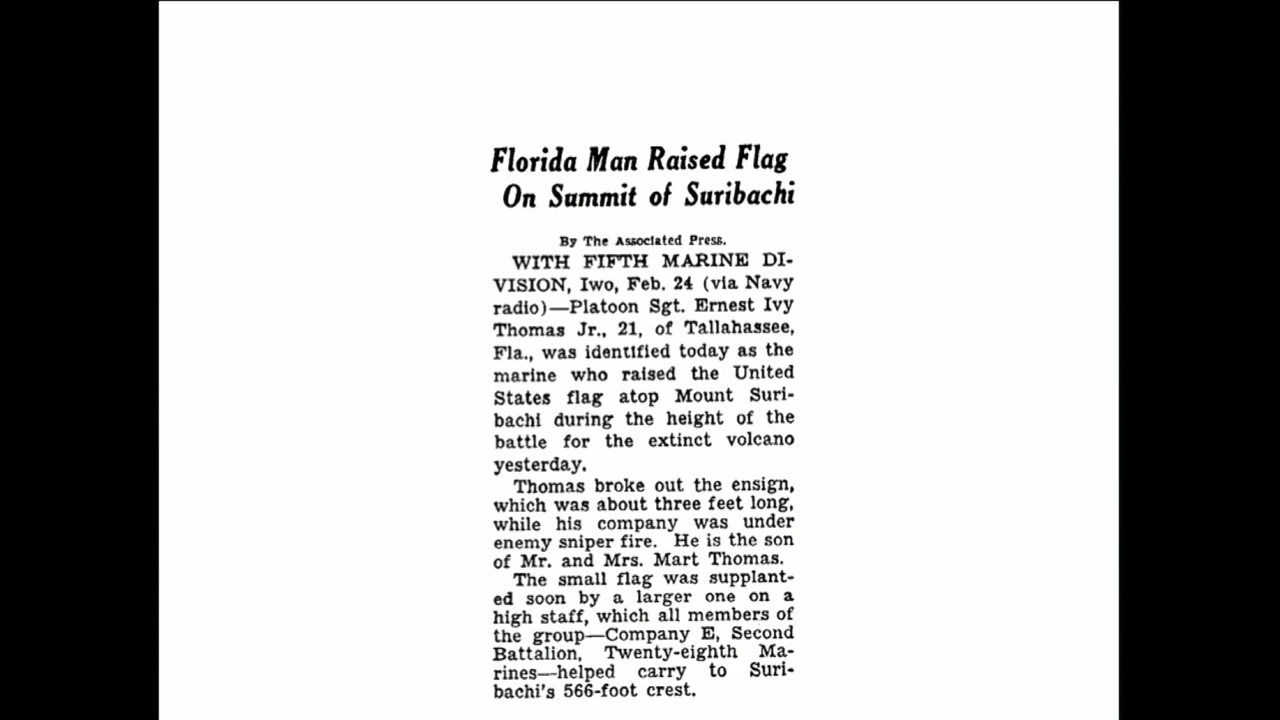 Florida Man Raised Flag
On Summit of Suribachi
By The Associated Press.
WITH FIFTH MARINE DI-
VISION, Iwo, Feb. 24 (via Navy
radio)—Platoon Sgt. Ernest Ivy
Thomas Jr., 21, of Tallahassee,
Fla., was identified today as the
marine who raised the United
States flag atop Mount Suri-
bachi during the height of the
battle for the extinct volcano
yesterday.
Thomas broke out the ensign,
which was about three feet long,
while his company was under
enemy sniper fire. He is the son
of Mr. and Mrs. Mart Thomas.
The small flag was supplant-
ed soon by a larger one on a
high staff, which all members of
the group—Company E, Second
Battalion, Twenty-eighth Ma-
rines—helped carry to Suri-
bachi's 566-foot crest.